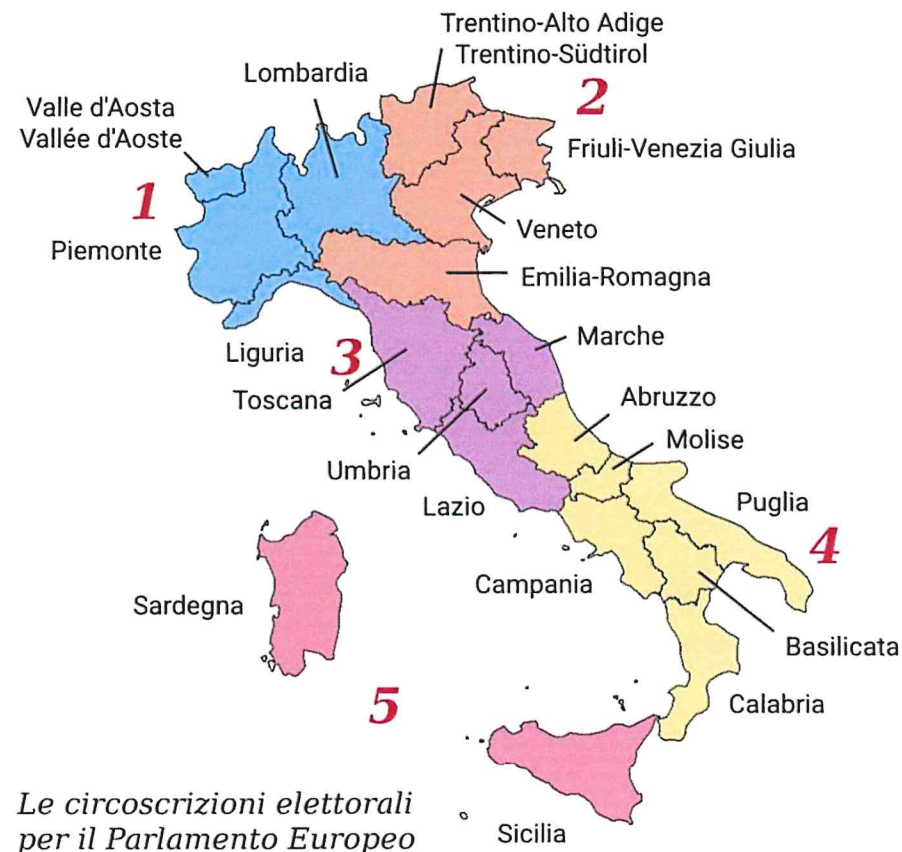 Trentino-Alto Adige
Trentino-Südtirol
2
Lombardia
Valle d'Aosta
Vallée d'Aoste
Friuli-Venezia Giulia
1
Veneto
Piemonte
Emilia-Romagna
Marche
Liguria
3
Toscana
Abruzzo
Molise
Umbria
Lazio
Puglia
4
Campania
Sardegna
Basilicata
5
Calabria
Le circoscrizioni elettorali
per il Parlamento Europeo
Sicilia